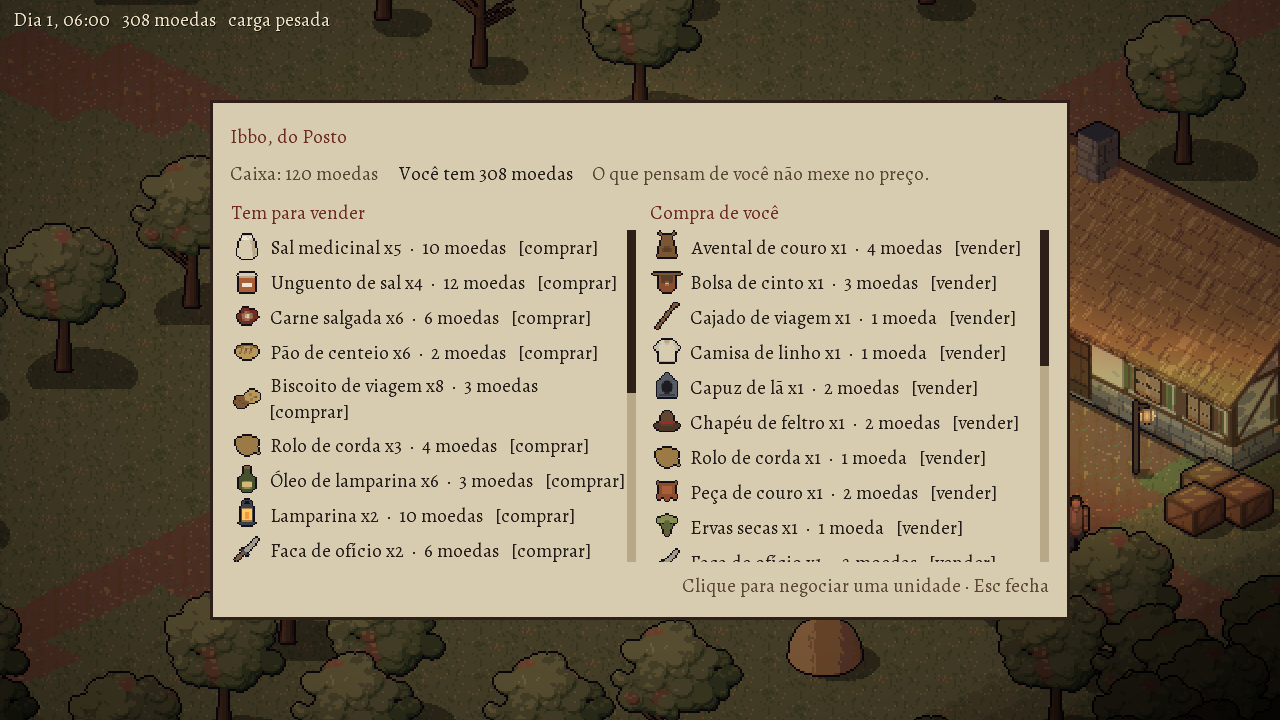 Dia 1, 06:00 308 moedas carga pesada
Ibbo, do Posto
Caixa: 120 moedas Você tem 308 moedas O que pensam de você não mexe no preço.
Tem para vender
Sal medicinal x5 · 10 moedas [comprar]
Unguento de sal x4 · 12 moedas [comprar]
Carne salgada x6 · 6 moedas [comprar]
Pão de centeio x6 · 2 moedas [comprar]
Biscoito de viagem x8 · 3 moedas
[comprar]
Rolo de corda x3 · 4 moedas [comprar]
Óleo de lamparina x6 · 3 moedas [comprar]
Lamparina x2 · 10 moedas [comprar]
Faca de ofício x2 · 6 moedas [comprar]
Compra de você
Avental de couro x1 · 4 moedas [vender]
Bolsa de cinto x1 · 3 moedas [vender]
Cajado de viagem x1 · 1 moeda [vender]
Camisa de linho x1 · 1 moeda [vender]
Capuz de lã x1 · 2 moedas [vender]
Chapéu de feltro x1 · 2 moedas [vender]
Rolo de corda x1 · 1 moeda [vender]
Peça de couro x1 · 2 moedas [vender]
Ervas secas x1 · 1 moeda [vender]
Faca de ofício x1 · 3 moedas [vender]
Clique para negociar uma unidade · Esc fecha